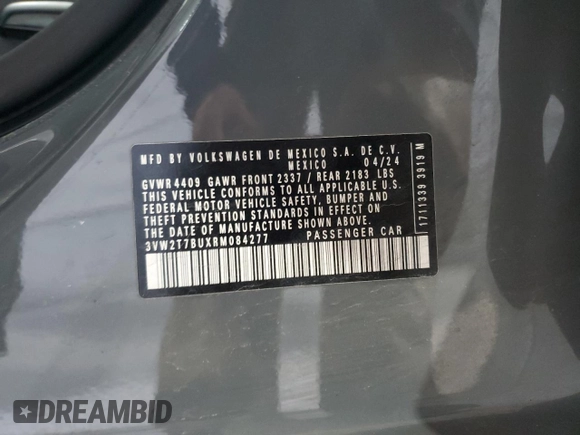 MFD BY VOLKSWAGEN DE MEXICO S.A. DE C.V.
MEXICO 04/24
GVWR 4409 GAWR FRONT 2337 / REAR 2183 LBS
THIS VEHICLE CONFORMS TO ALL APPLICABLE U.S.
FEDERAL MOTOR VEHICLE SAFETY, BUMPER AND
THEFT PREVENTION STANDARDS IN EFFECT ON
THE DATE OF MANUFACTURE SHOWN ABOVE.
3VW2T7BUXRM084277 PASSENGER CAR
1711339 3919 M
DREAMBID